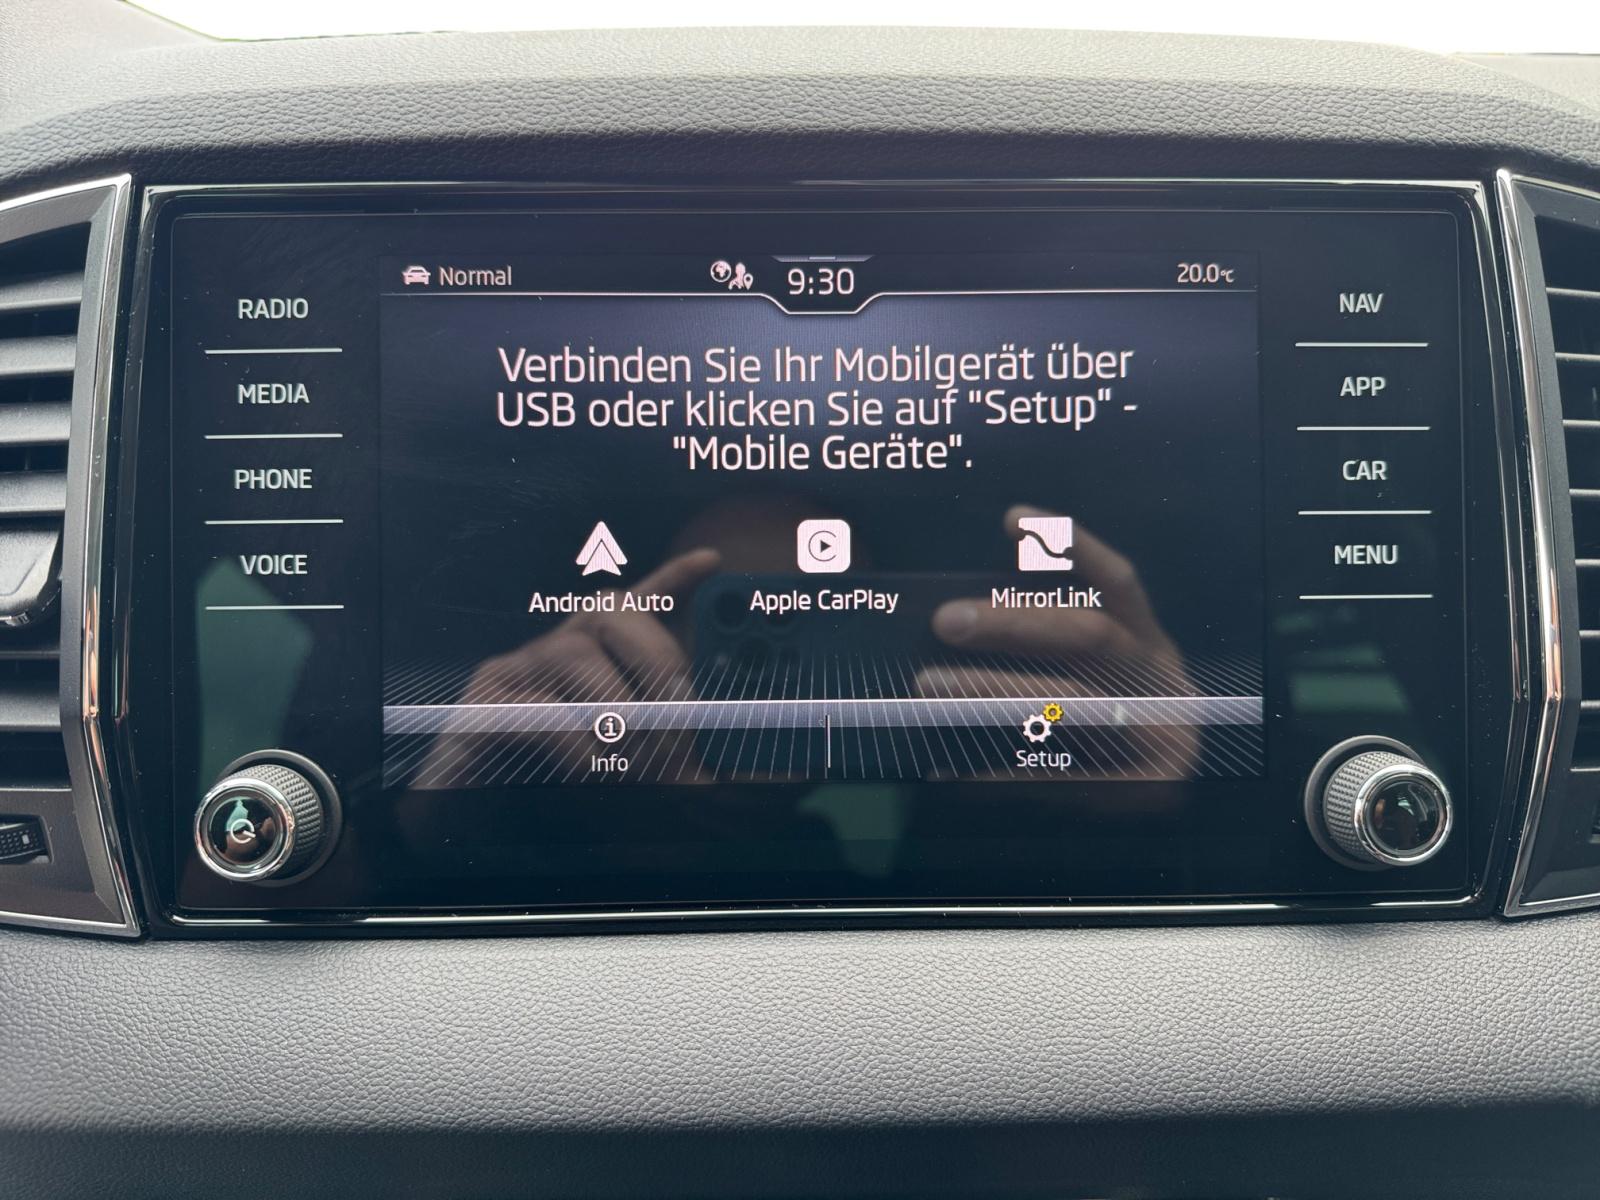 Normal
9:30
20.0°C
RADIO
MEDIA
PHONE
VOICE
Verbinden Sie Ihr Mobilgerät über
USB oder klicken Sie auf "Setup" -
"Mobile Geräte".
Android Auto
Apple CarPlay
MirrorLink
Info
Setup
NAV
APP
CAR
MENU